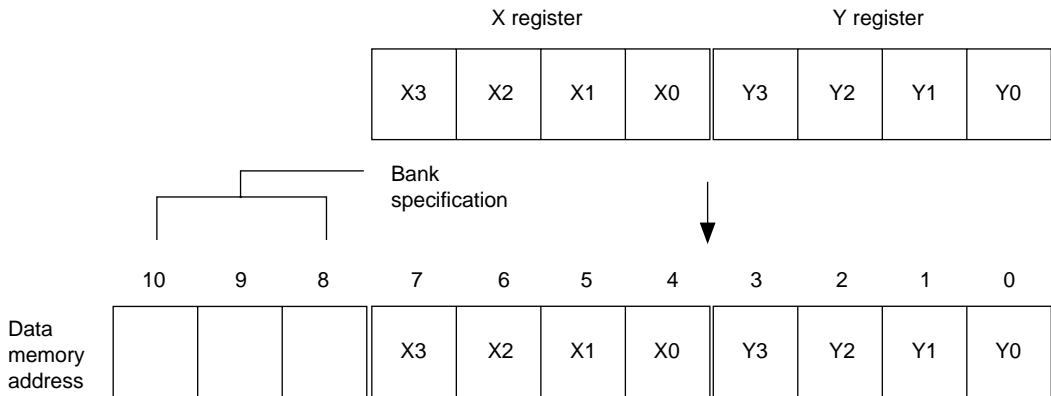 X register Y register
X3 X2 X1 X0 Y3 Y2 Y1 Y0
Bank
specification
10 9 8 7 6 5 4 3 2 1 0
Data
memory
address
X3 X2 X1 X0 Y3 Y2 Y1 Y0